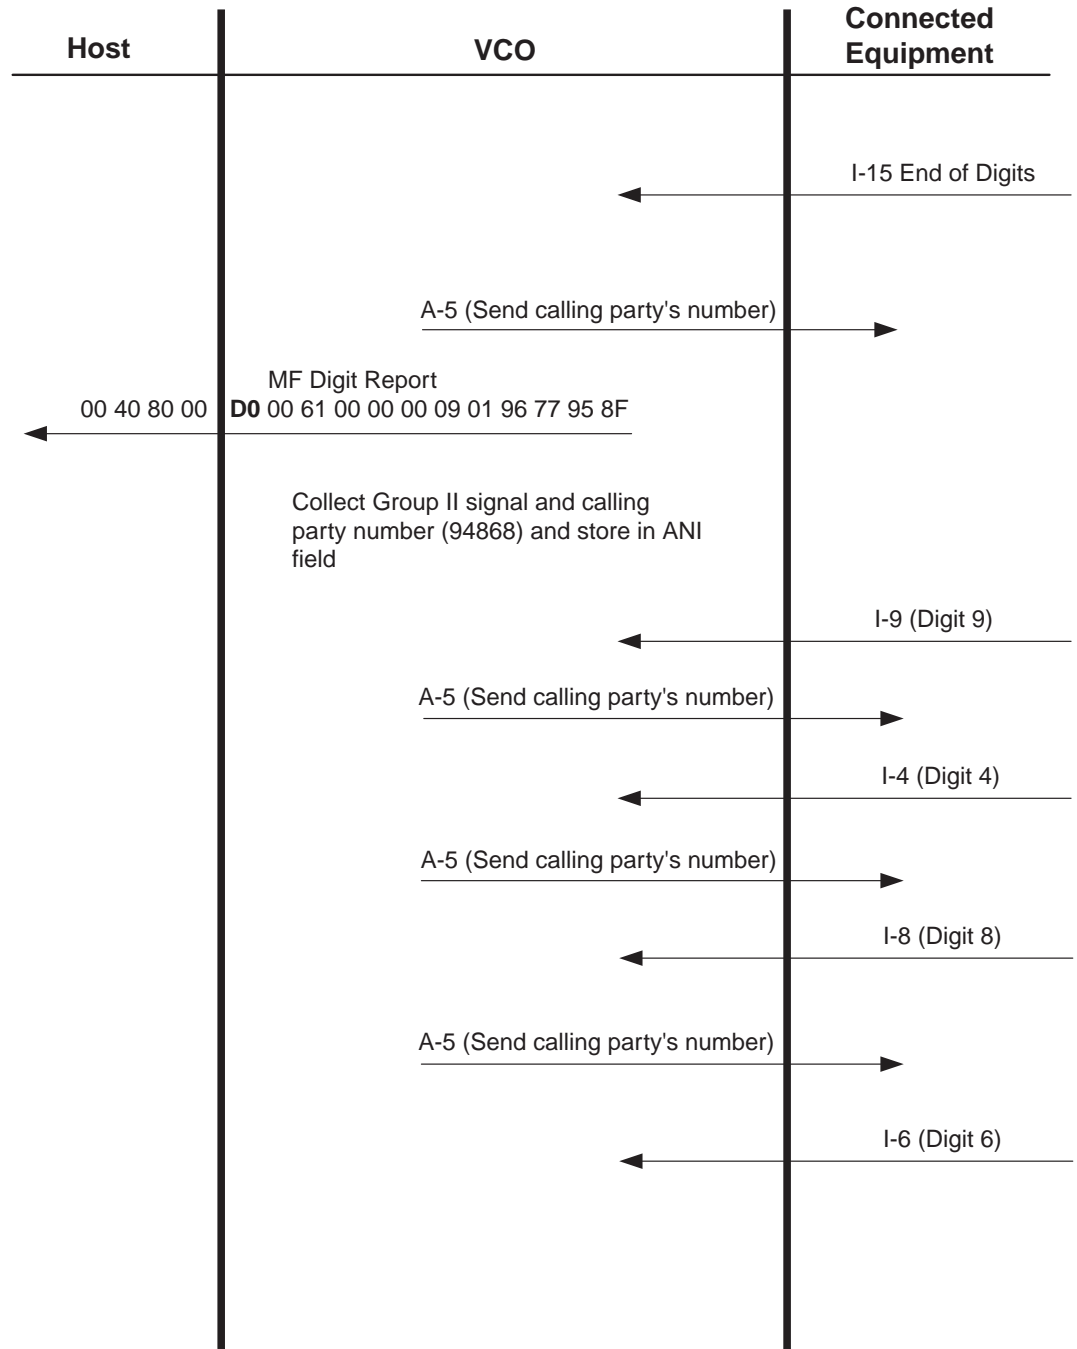 Host
VCO
Connected
Equipment
I-15 End of Digits
A-5 (Send calling party's number)
MF Digit Report
00 40 80 00 D0 00 61 00 00 00 09 01 96 77 95 8F
Collect Group II signal and calling
party number (94868) and store in ANI
field
I-9 (Digit 9)
A-5 (Send calling party's number)
I-4 (Digit 4)
A-5 (Send calling party's number)
I-8 (Digit 8)
A-5 (Send calling party's number)
I-6 (Digit 6)